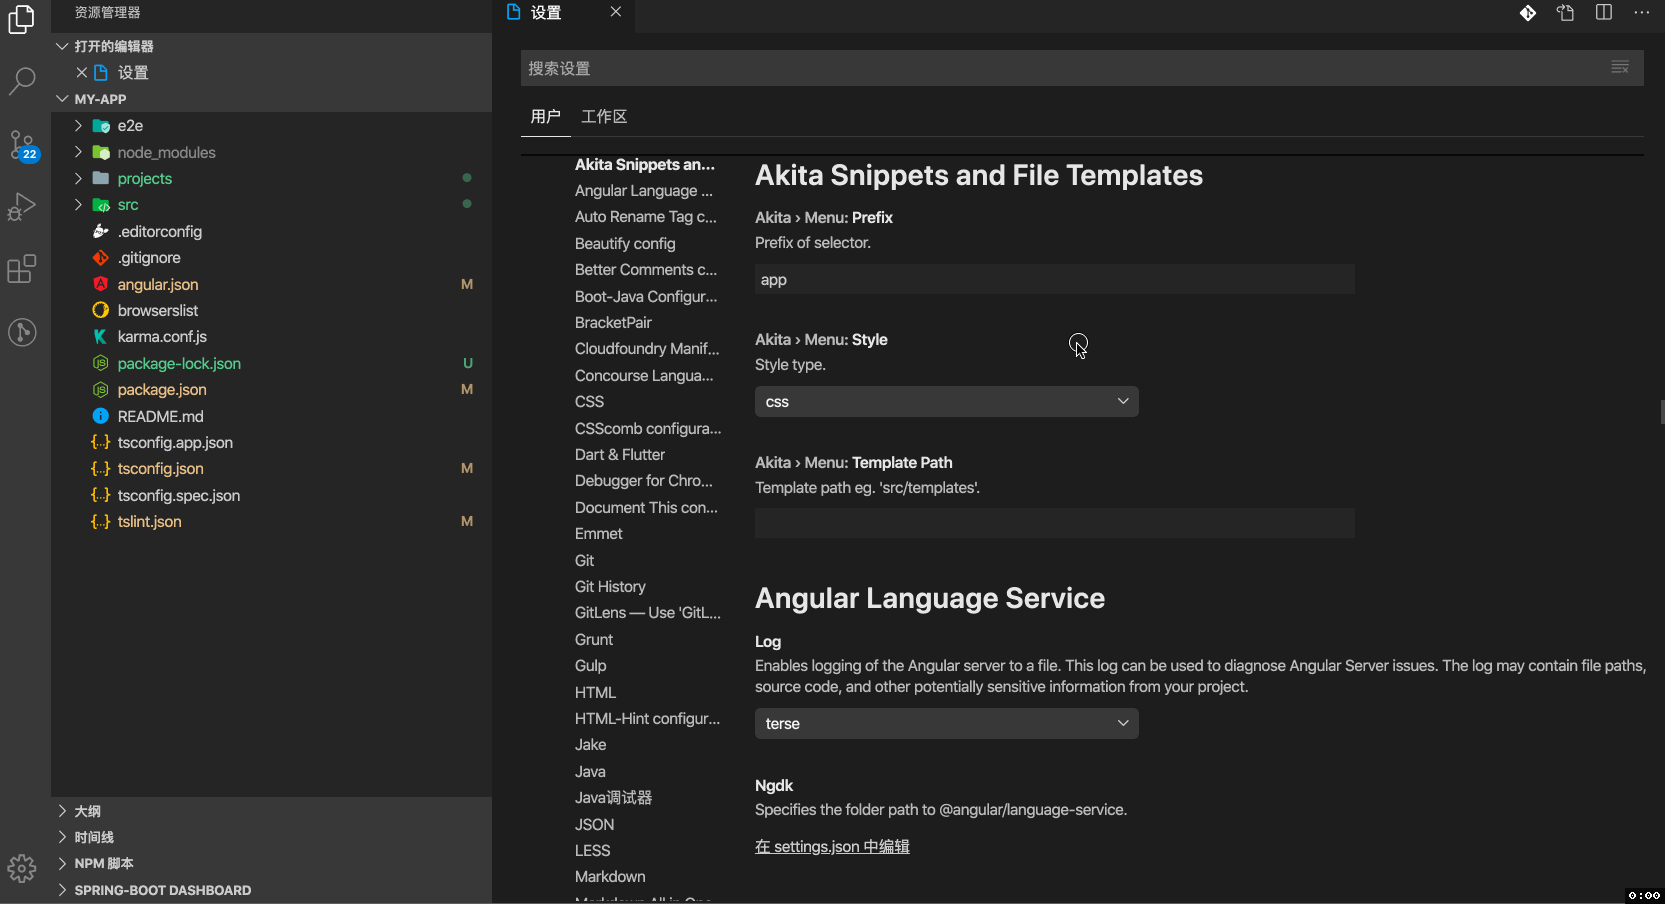 资源管理器
打开的编辑器
设置
MY-APP
e2e
node_modules
projects
src
.editorconfig
.gitignore
angular.json M
browserslist
karma.conf.js
package-lock.json U
package.json M
README.md
tsconfig.app.json
tsconfig.json M
tsconfig.spec.json
tslint.json M
大纲
时间线
NPM 脚本
SPRING-BOOT DASHBOARD
22
设置
搜索设置
用户 工作区
Akita Snippets an...
Angular Language ...
Auto Rename Tag c...
Beautify config
Better Comments c...
Boot-Java Configur...
BracketPair
Cloudfoundry Manif...
Concourse Langua...
CSS
CSScomb configura...
Dart & Flutter
Debugger for Chro...
Document This con...
Emmet
Git
Git History
GitLens — Use 'GitL...
Grunt
Gulp
HTML
HTML-Hint configur...
Jake
Java
Java调试器
JSON
LESS
Markdown
Akita Snippets and File Templates
Akita › Menu: Prefix
Prefix of selector.
app
Akita › Menu: Style
Style type.
css
Akita › Menu: Template Path
Template path eg. 'src/templates'.
Angular Language Service
Log
Enables logging of the Angular server to a file. This log can be used to diagnose Angular Server issues. The log may contain file paths,
source code, and other potentially sensitive information from your project.
terse
Ngdk
Specifies the folder path to @angular/language-service.
在 settings.json 中编辑
0:00